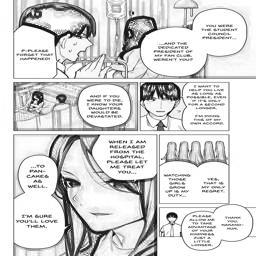 YOU WERE
THE STUDENT
COUNCIL
PRESIDENT...
...AND THE
DEDICATED
PRESIDENT OF
MY FAN CLUB,
WEREN'T YOU?
P-PLEASE
FORGET THAT
HAPPENED!
I WANT TO
HELP YOU LIVE
AS LONG AS
POSSIBLE, EVEN
IF IT'S ONLY
FOR A SECOND
LONGER.
I'M DOING
THIS OF MY
OWN ACCORD.
AND IF YOU
WERE TO DIE,
I KNOW YOUR
DAUGHTERS
WOULD BE
DEVASTATED.
WHEN I AM
RELEASED
FROM THE
HOSPITAL,
PLEASE LET
ME TREAT
YOU...
...TO
PAN-
CAKES
AS
WELL.
I'M SURE
YOU'LL LOVE
THEM.
YES,
THAT IS
MY ONLY
REGRET.
WATCHING
THOSE
GIRLS
GROW
UP IS
MY DUTY...
THANK
YOU,
PLEASE
ALLOW ME
TO TAKE
ADVANTAGE
OF YOUR
KINDNESS
JUST A
LITTLE
LONGER.